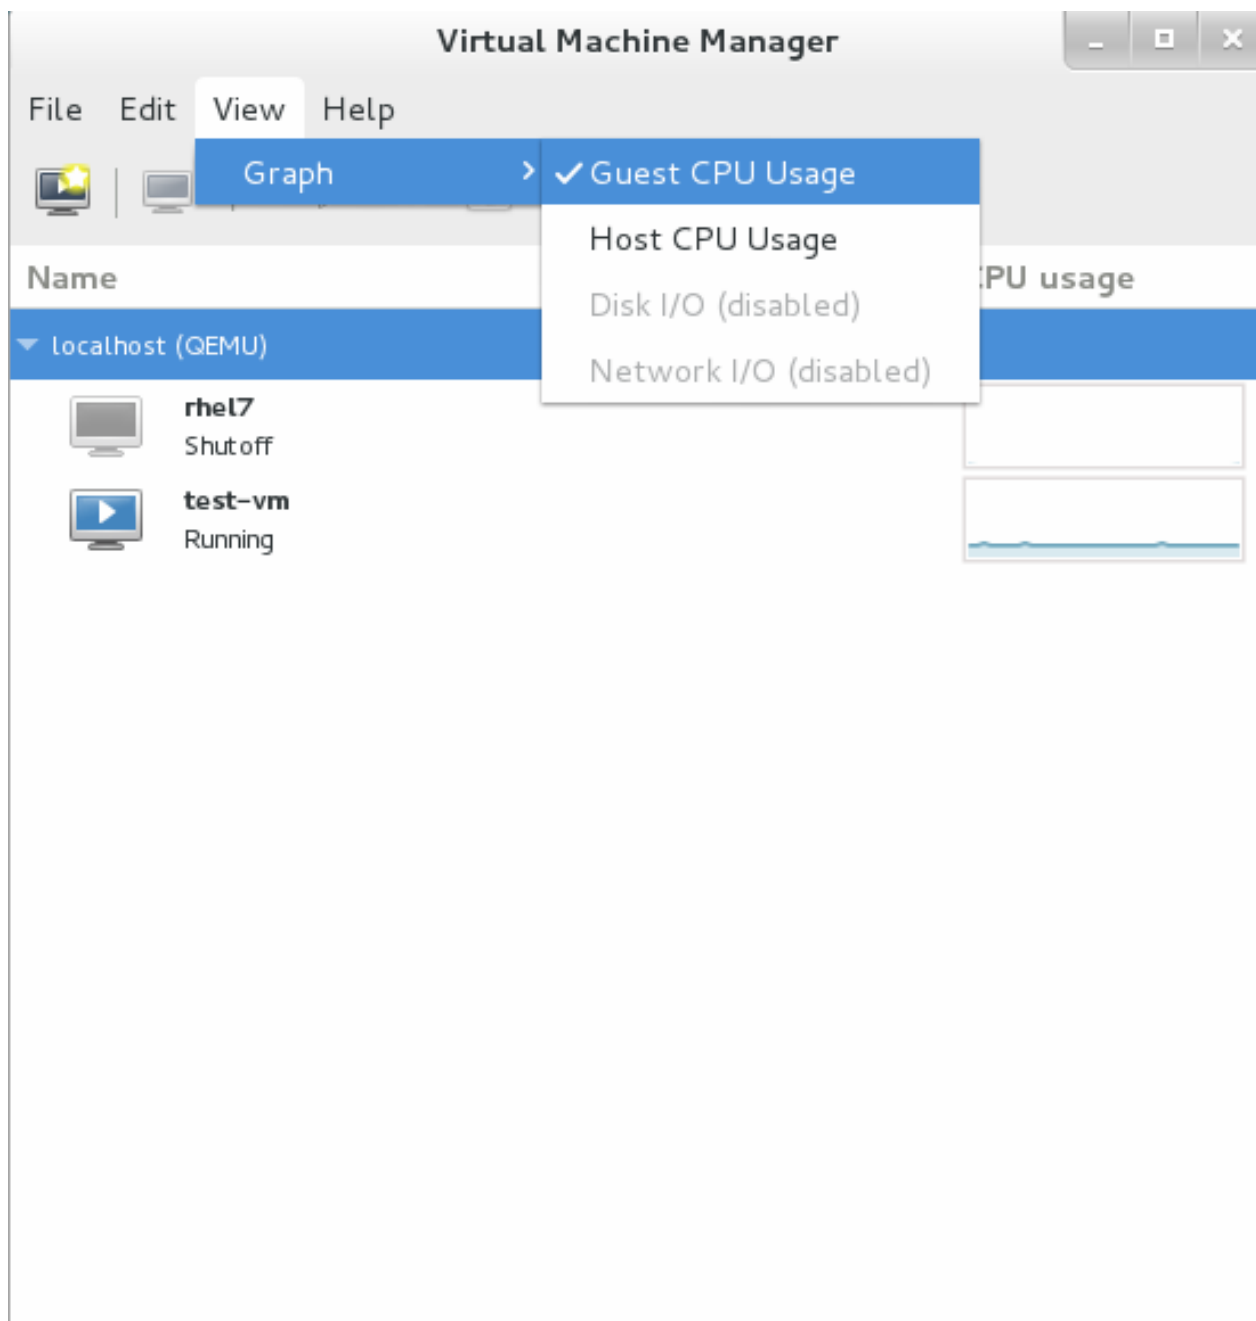 Virtual Machine Manager
File Edit View Help
Graph
Guest CPU Usage
Host CPU Usage
Disk I/O (disabled)
Network I/O (disabled)
Name
CPU usage
localhost (QEMU)
rhel7
Shutoff
test-vm
Running